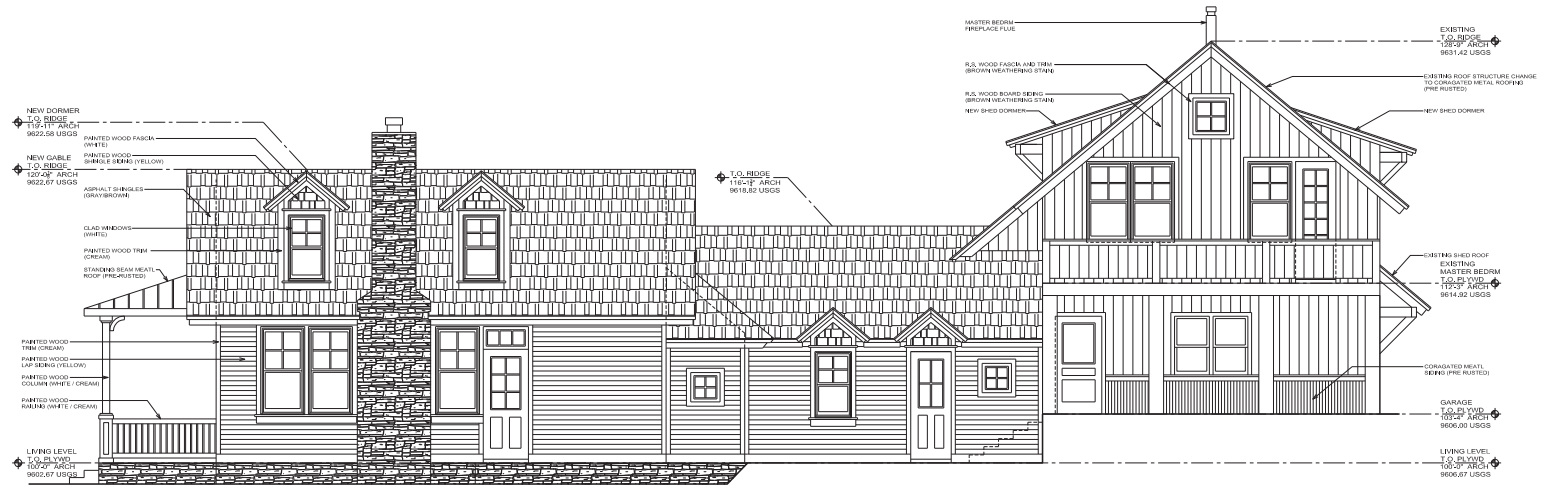 MASTER BEDRM
FIREPLACE FLUE
EXISTING
T.O. RIDGE
128'-9" ARCH
9631.42 USGS
R.S. WOOD FASCIA AND TRIM
(BROWN WEATHERING STAIN)
EXISTING ROOF STRUCTURE CHANGE
TO CORAGATED METAL ROOFING
(PRE RUSTED)
R.S. WOOD BOARD SIDING
(BROWN WEATHERING STAIN)
NEW SHED DORMER
NEW SHED DORMER
NEW DORMER
T.O. RIDGE
119'-11" ARCH
9622.58 USGS
PAINTED WOOD FASCIA
(WHITE)
PAINTED WOOD
SHINGLE SIDING (YELLOW)
NEW GABLE
T.O. RIDGE
120'-0½" ARCH
9622.67 USGS
ASPHALT SHINGLES
(GRAY/BROWN)
T.O. RIDGE
116'-1½" ARCH
9618.82 USGS
CLAD WINDOWS
(WHITE)
PAINTED WOOD TRIM
(CREAM)
STANDING SEAM MEATL
ROOF (PRE-RUSTED)
EXISTING SHED ROOF
EXISTING
MASTER BEDRM
T.O. PLYWD
112'-3" ARCH
9614.92 USGS
PAINTED WOOD
TRIM (CREAM)
PAINTED WOOD
LAP SIDING (YELLOW)
PAINTED WOOD
COLUMN (WHITE / CREAM)
PAINTED WOOD
RAILING (WHITE / CREAM)
CORAGATED MEATL
SIDING (PRE RUSTED)
GARAGE
T.O. PLYWD
103'-4" ARCH
9606.00 USGS
LIVING LEVEL
T.O. PLYWD
100'-0" ARCH
9602.67 USGS
LIVING LEVEL
T.O. PLYWD
100'-0" ARCH
9606.67 USGS